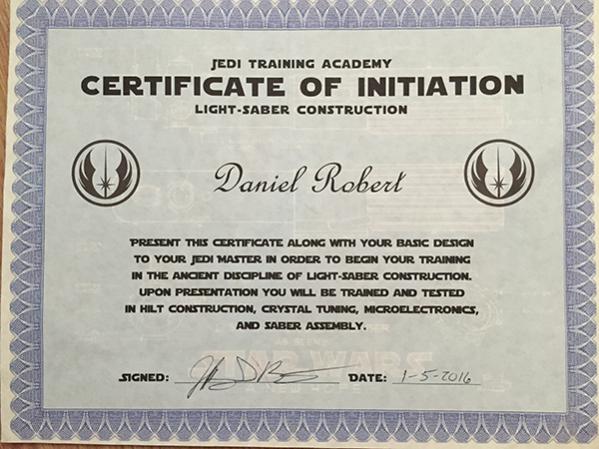 JEDI TRAINING ACADEMY
CERTIFICATE OF INITIATION
LIGHT-SABER CONSTRUCTION
Daniel Robert
PRESENT THIS CERTIFICATE ALONG WITH YOUR BASIC DESIGN
TO YOUR JEDI MASTER IN ORDER TO BEGIN YOUR TRAINING
IN THE ANCIENT DISCIPLINE OF LIGHT-SABER CONSTRUCTION.
UPON PRESENTATION YOU WILL BE TRAINED AND TESTED
IN HILT CONSTRUCTION, CRYSTAL TUNING, MICROELECTRONICS,
AND SABER ASSEMBLY.
SIGNED: DATE: 1-5-2016